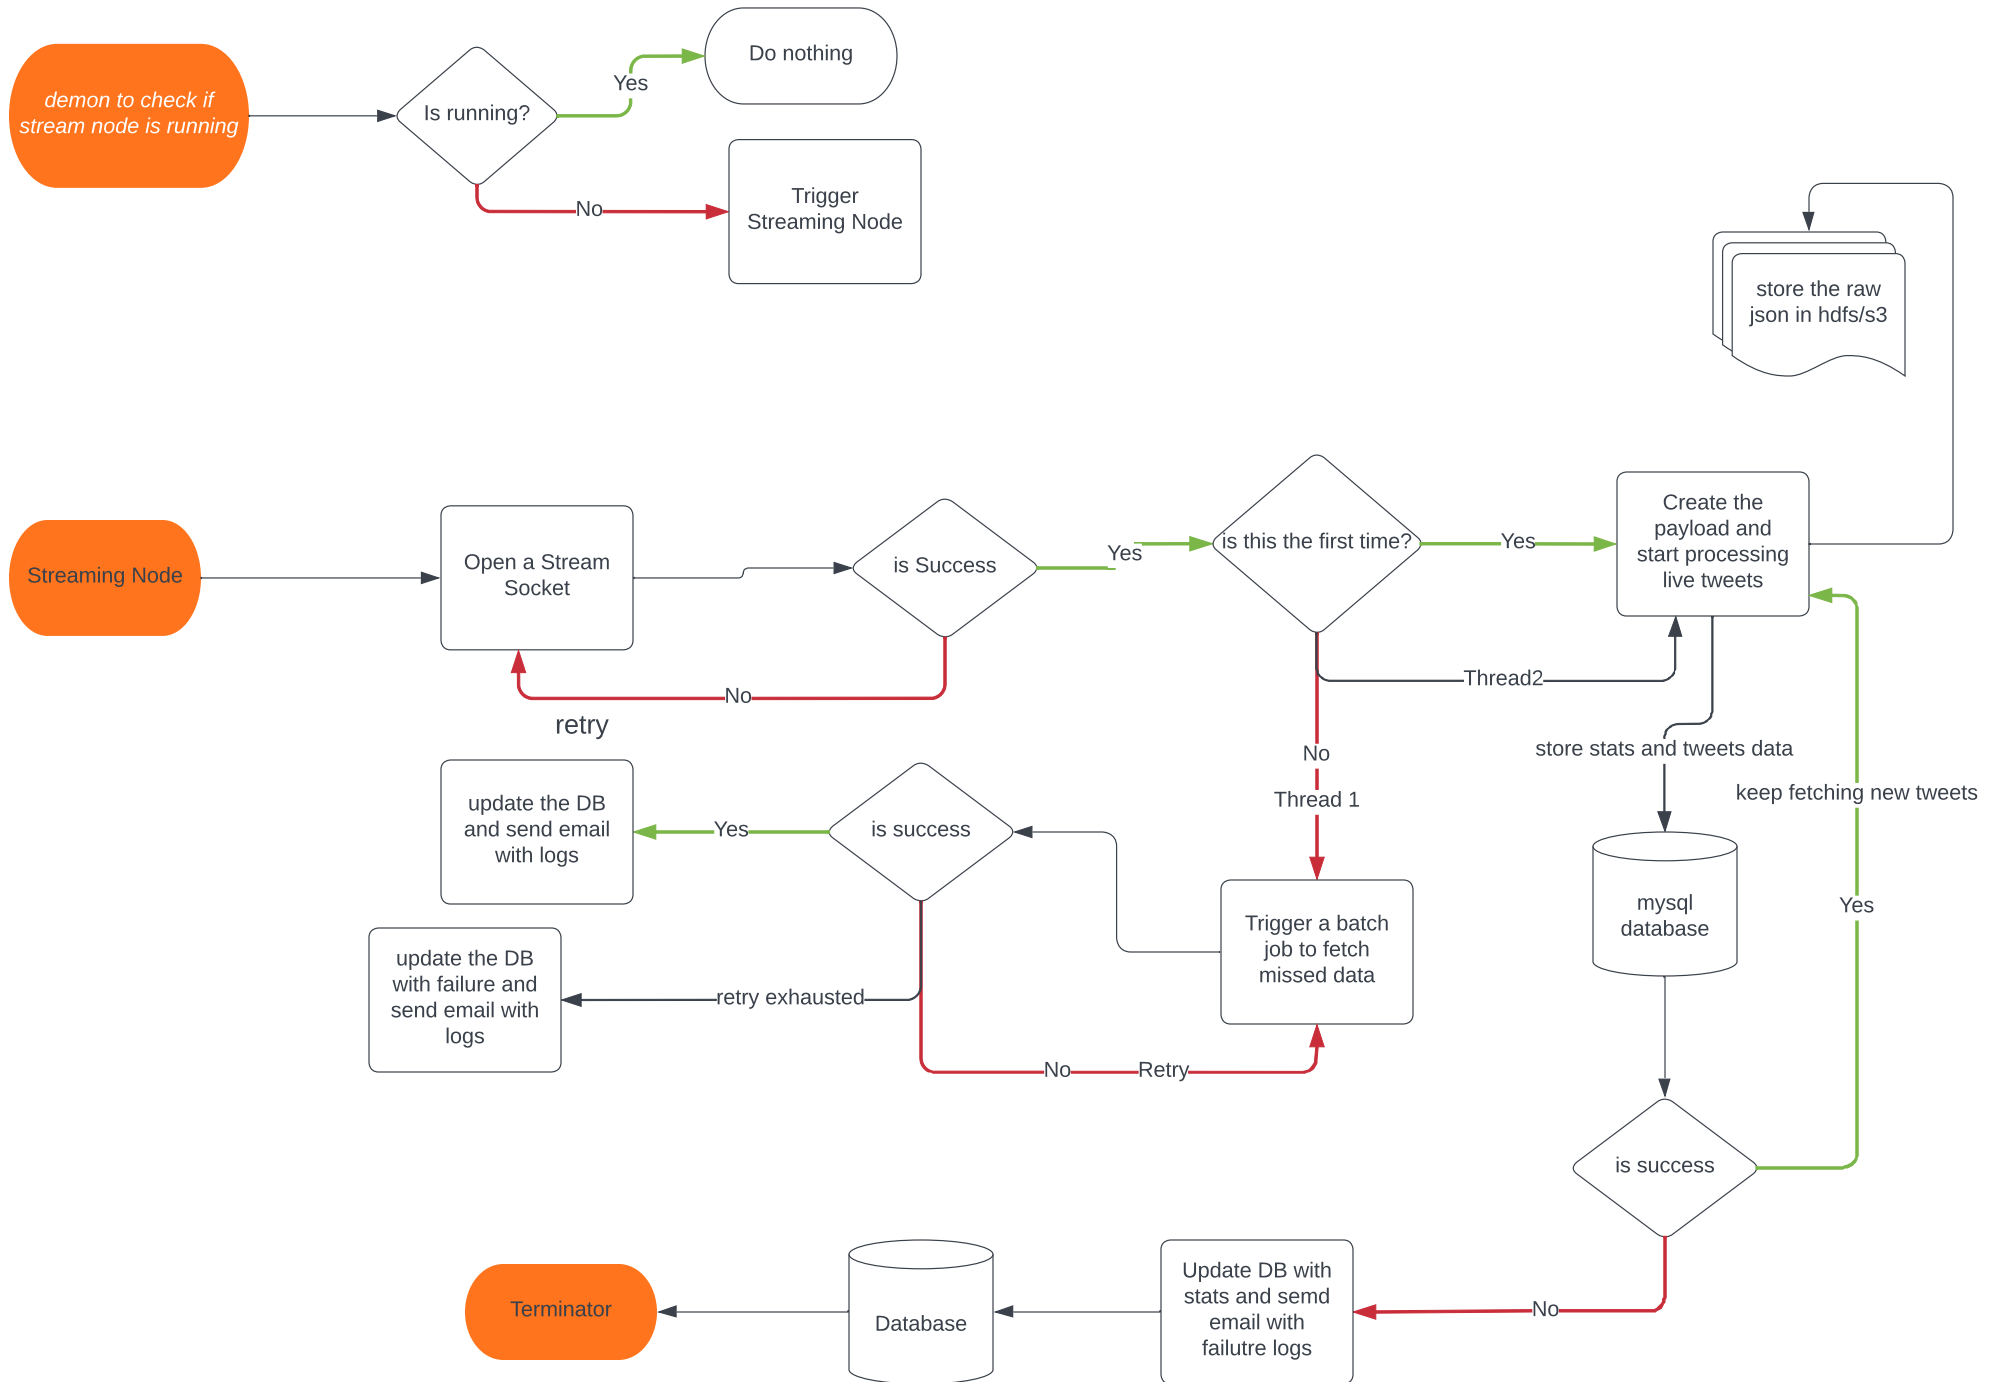 demon to check if
stream node is running
Is running?
Yes
Do nothing
No
Trigger
Streaming Node
store the raw
json in hdfs/s3
Streaming Node
Open a Stream
Socket
is Success
Yes
is this the first time?
Yes
Create the
payload and
start processing
live tweets
No
retry
Thread2
No
Thread 1
store stats and tweets data
keep fetching new tweets
update the DB
and send email
with logs
Yes
is success
Trigger a batch
job to fetch
missed data
mysql
database
Yes
update the DB
with failure and
send email with
logs
retry exhausted
No
Retry
is success
Terminator
Database
Update DB with
stats and semd
email with
failutre logs
No